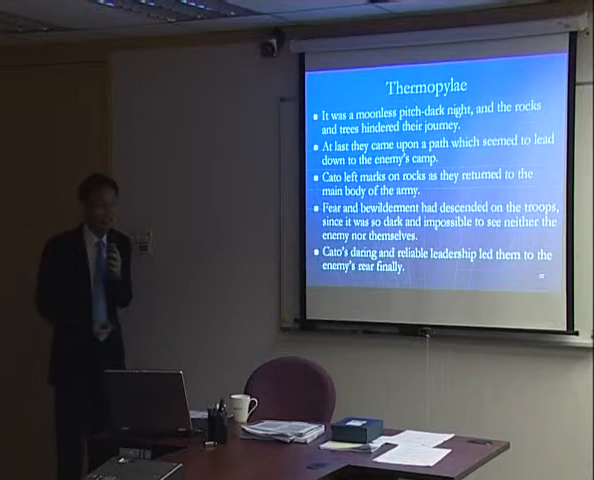 Thermopylae
It was a moonless pitch-dark night, and the rocks
and trees hindered their journey.
At last they came upon a path which seemed to lead
down to the enemy's camp.
Cato left marks on rocks as they returned to the
main body of the army.
Fear and bewilderment had descended on the troops,
since it was so dark and impossible to see neither the
enemy nor themselves.
Cato's daring and reliable leadership led them to the
enemy's rear finally.